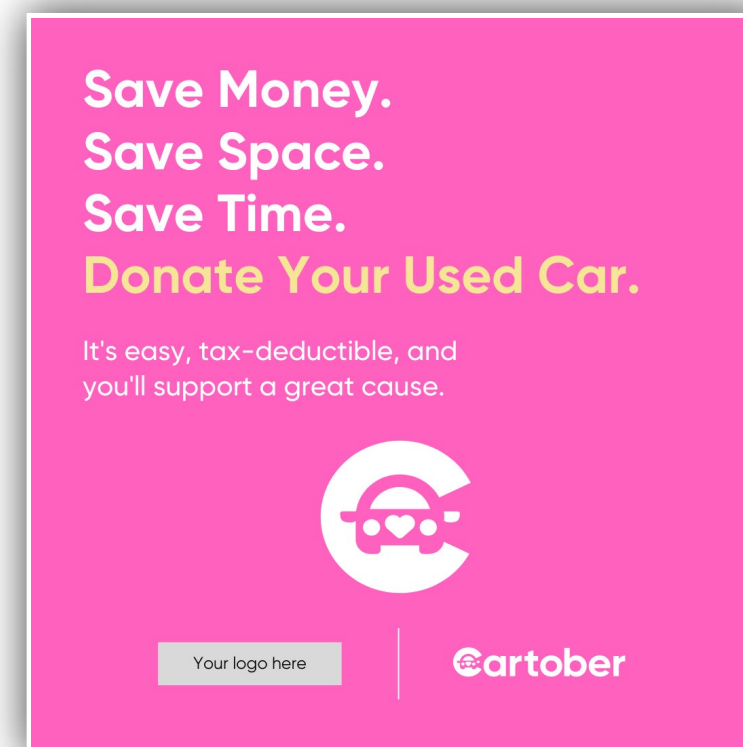 Save Money.
Save Space.
Save Time.
Donate Your Used Car.
It's easy, tax-deductible, and
you'll support a great cause.
Your logo here
Cartober